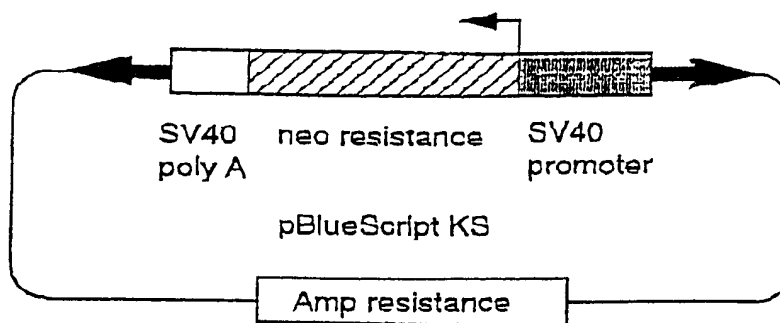 SV40
poly A
neo resistance
SV40
promoter
pBlueScript KS
Amp resistance